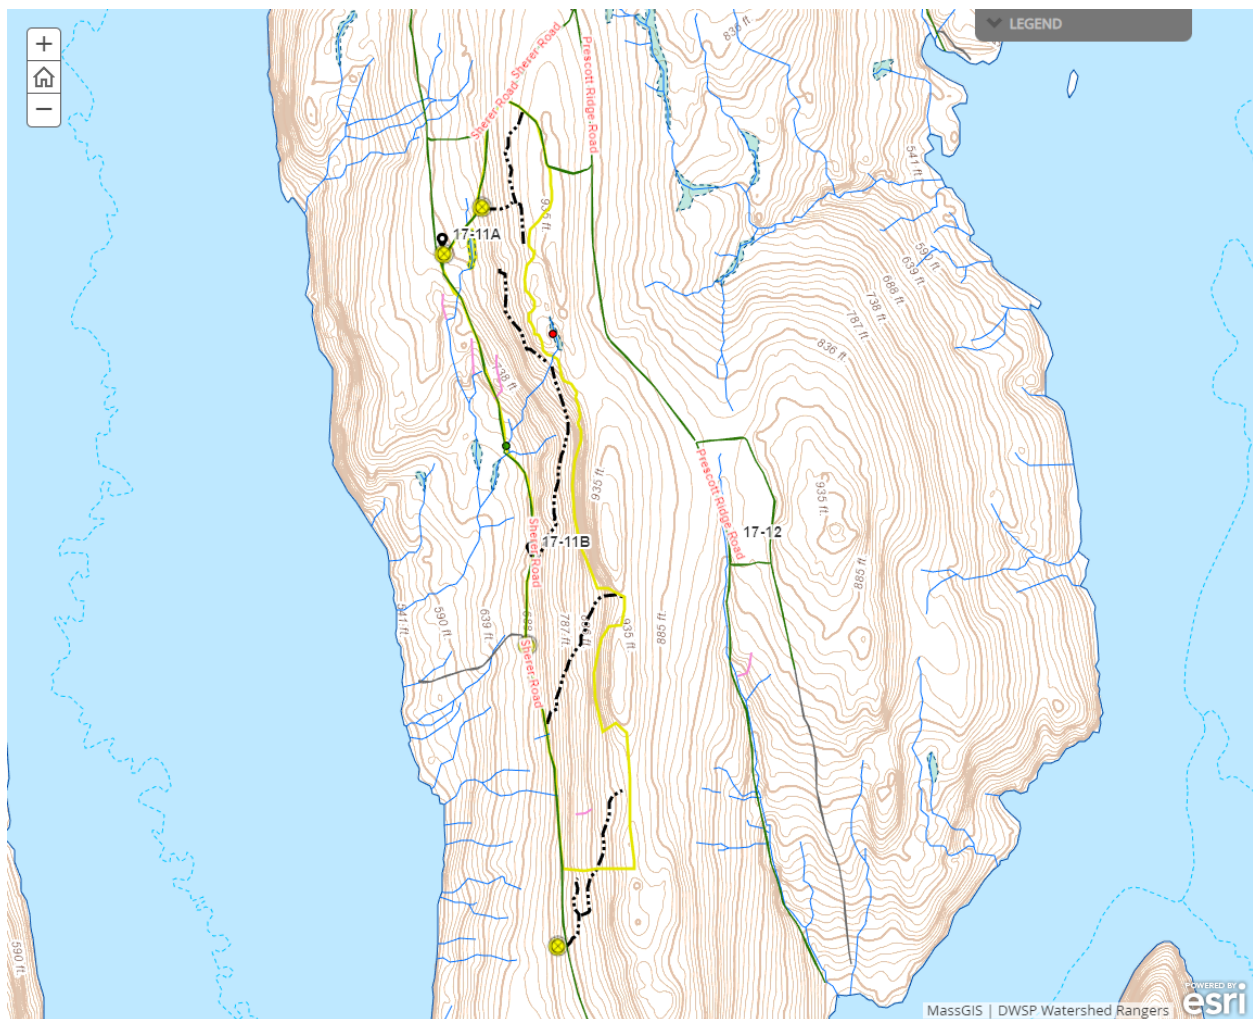 +
−
LEGEND
836 ft
Sherer Road
Sherer Road
Prescott Ridge Road
541 ft
935 ft
17-11A
590 ft
639 ft
688 ft
738 ft
787 ft
836 ft
738 ft
935 ft
935 ft
Prescott Ridge Road
17-12
Sherer Road
17-11B
885 ft
541 ft
590 ft
639 ft
787 ft
935 ft
885 ft
Sherer Road
590 ft
MassGIS | DWSP Watershed Rangers
POWERED BY
esri